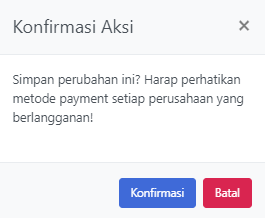 Konfirmasi Aksi
×
Simpan perubahan ini? Harap perhatikan
metode payment setiap perusahaan yang
berlangganan!
Konfirmasi Batal